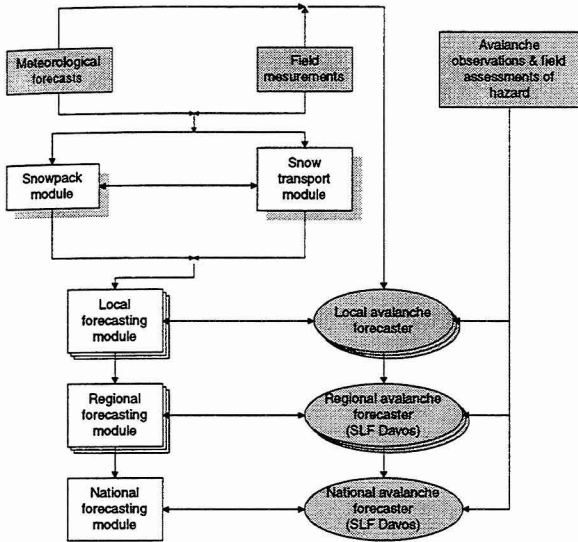 Meteorological
forecasts
Field
mesurements
Avalanche
observations & field
assessments of
hazard
Snowpack
module
Snow
transport
module
Local
forecasting
module
Local avalanche
forecaster
Regional
forecasting
module
Regional avalanche
forecaster
(SLF Davos)
National
forecasting
module
National avalanche
forecaster
(SLF Davos)